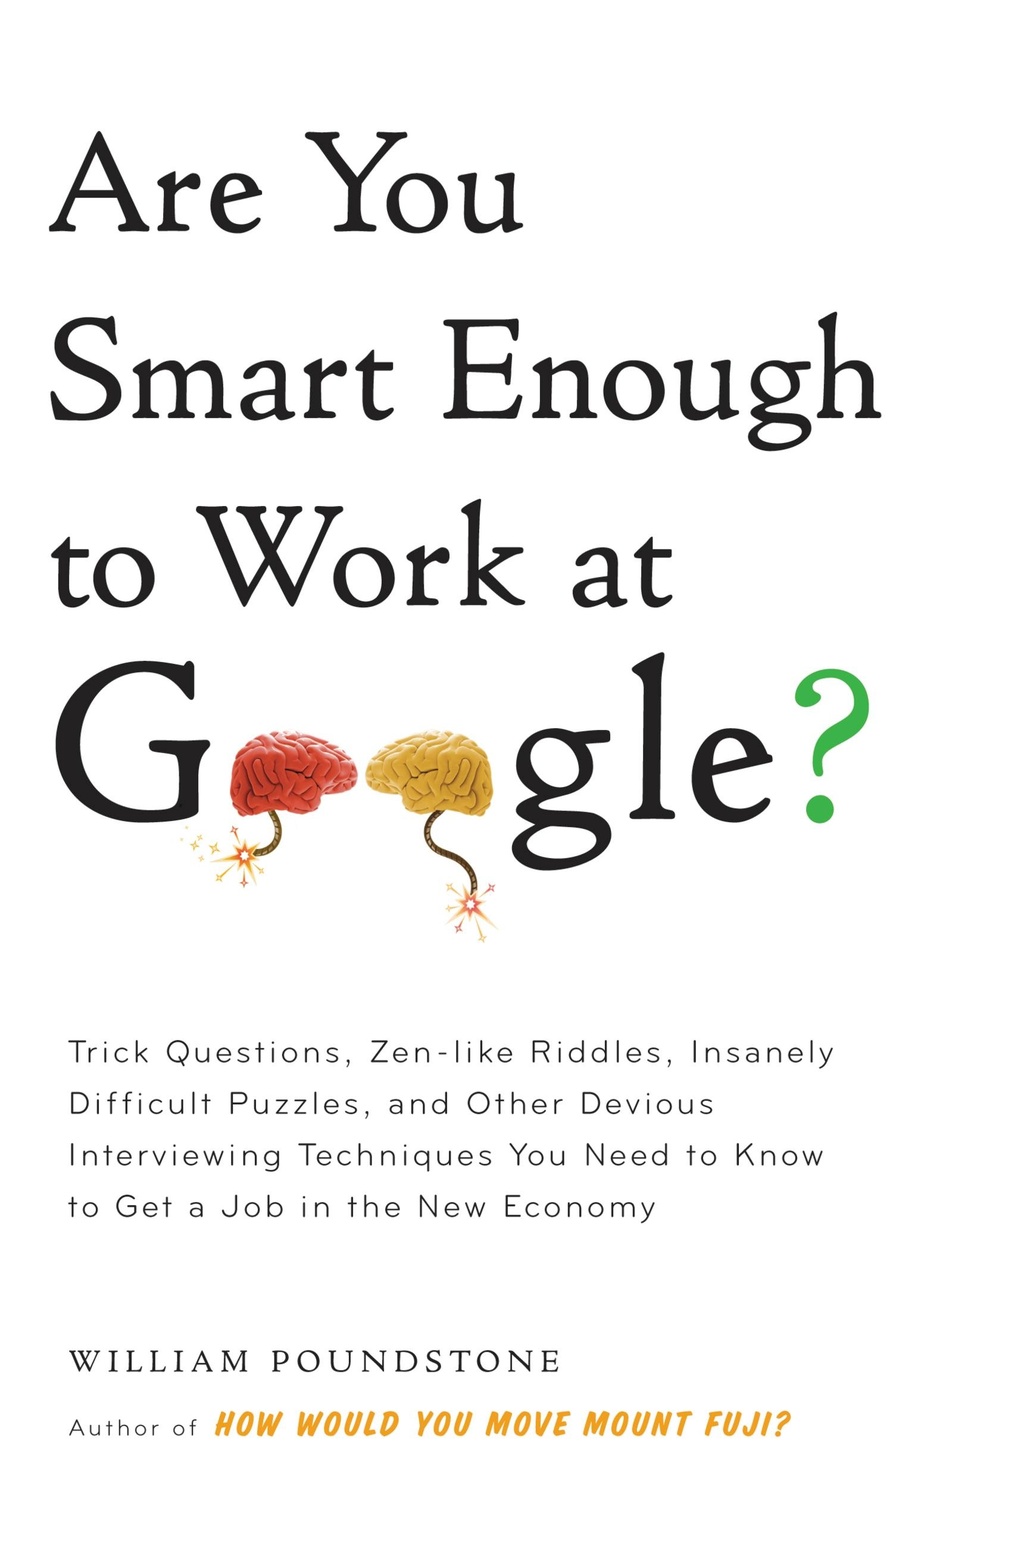 Are You
Smart Enough
to Work at
Google?
Trick Questions, Zen-like Riddles, Insanely
Difficult Puzzles, and Other Devious
Interviewing Techniques You Need to Know
to Get a Job in the New Economy
WILLIAM POUNDSTONE
Author of HOW WOULD YOU MOVE MOUNT FUJI?